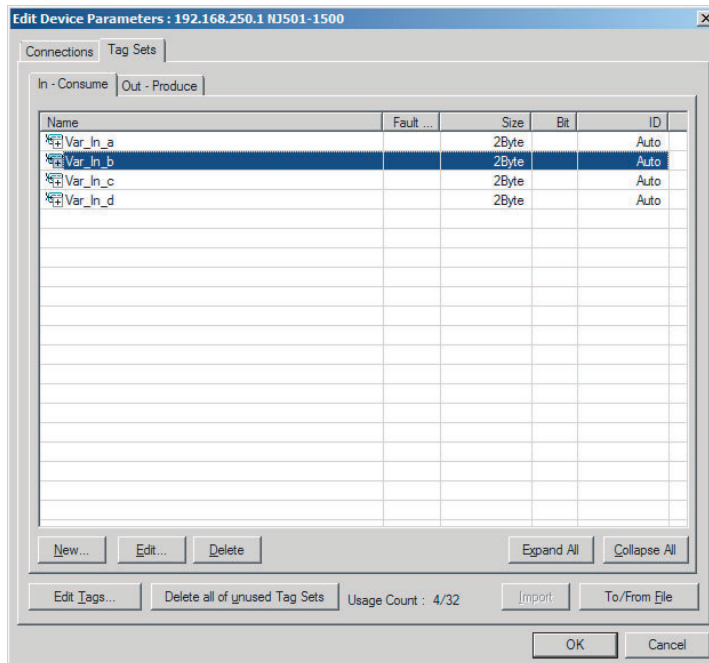 Edit Device Parameters : 192.168.250.1 NJ501-1500
Connections Tag Sets
In - Consume Out - Produce
Name Fault ... Size Bit ID
Var_In_a 2Byte Auto
Var_In_b 2Byte Auto
Var_In_c 2Byte Auto
Var_In_d 2Byte Auto
New... Edit... Delete Expand All Collapse All
Edit Tags... Delete all of unused Tag Sets Usage Count : 4/32 Import To/From File
OK Cancel